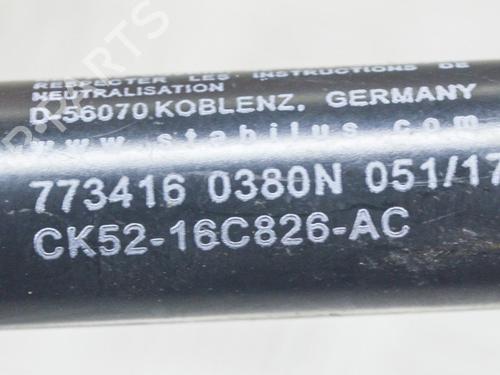 RESPECTER LES INSTRUCTIONS DE
NEUTRALISATION
D-56070 KOBLENZ, GERMANY
www.stabilus.com
773416 0380N 051/17
CK52-16C826-AC